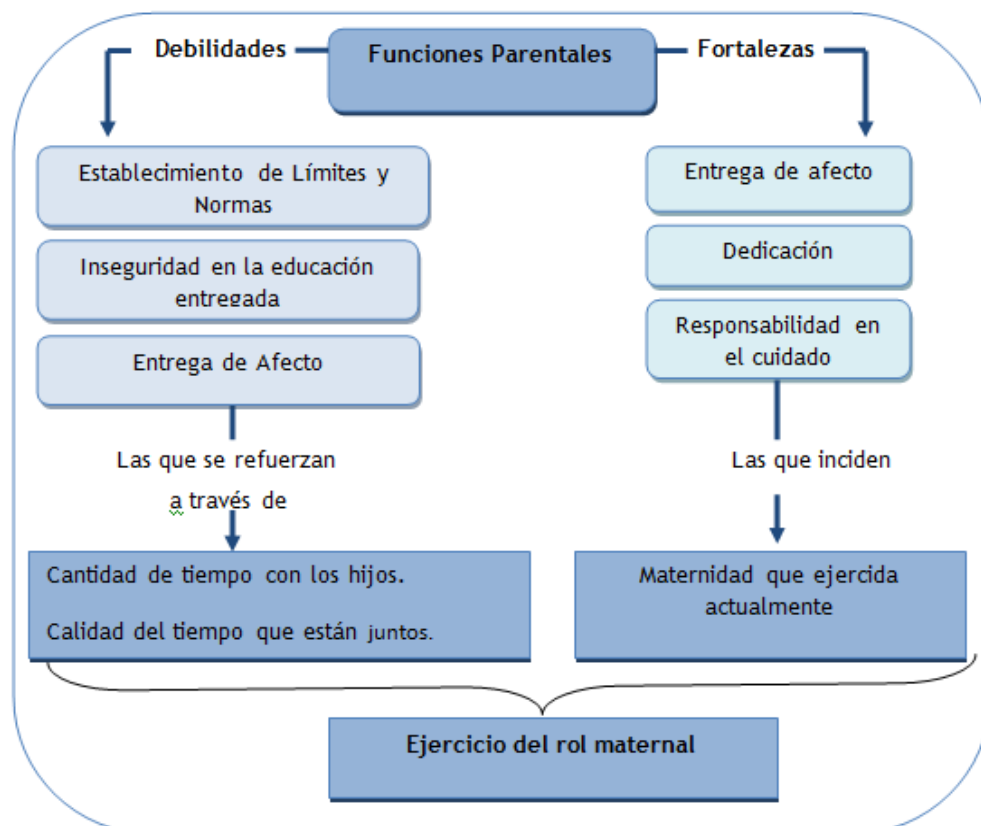 Debilidades
Funciones Parentales
Fortalezas
Establecimiento de Límites y
Normas
Inseguridad en la educación
entregada
Entrega de Afecto
Las que se refuerzan
a través de
Cantidad de tiempo con los hijos.
Calidad del tiempo que están juntos.
Entrega de afecto
Dedicación
Responsabilidad en
el cuidado
Las que inciden
Maternidad que ejercida
actualmente
Ejercicio del rol maternal